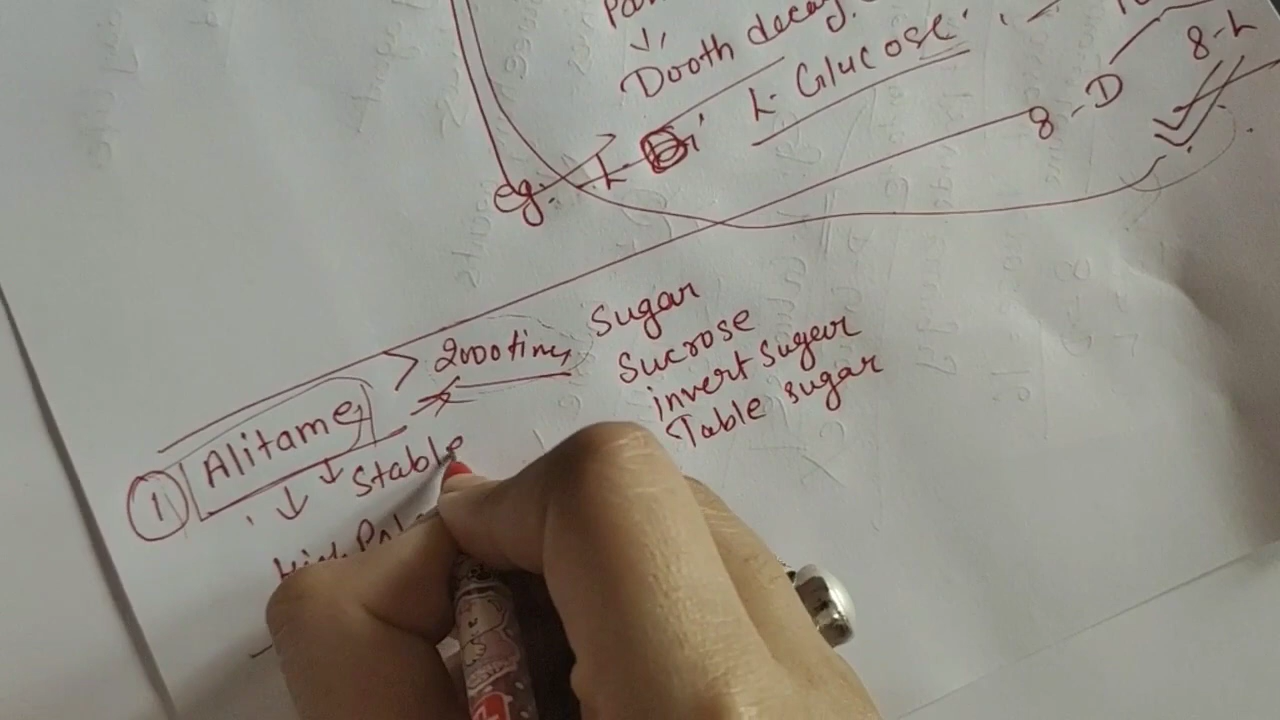 Dooth decay.
L- Glucose.
eg. L-
8-D
8-L
> 2000 times
Sugar
Sucrose
invert Sugar
Table Sugar
① Alitame
Stable